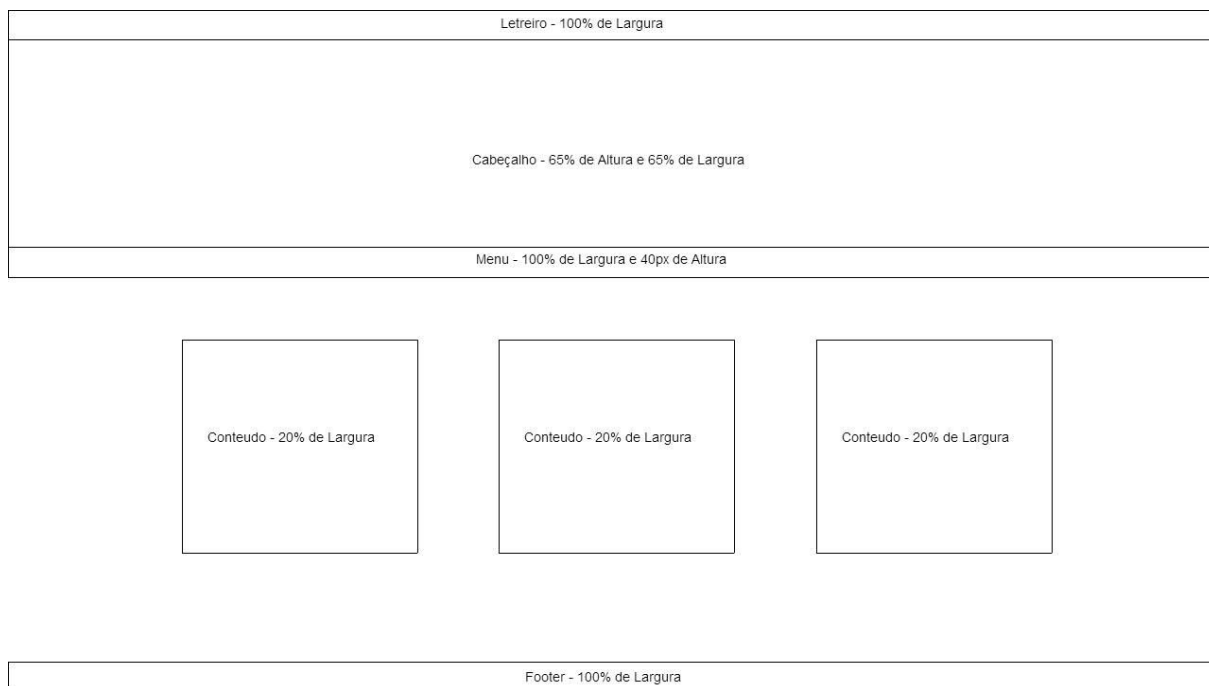 Letreiro - 100% de Largura
Cabeçalho - 65% de Altura e 65% de Largura
Menu - 100% de Largura e 40px de Altura
Conteudo - 20% de Largura
Conteudo - 20% de Largura
Conteudo - 20% de Largura
Footer - 100% de Largura